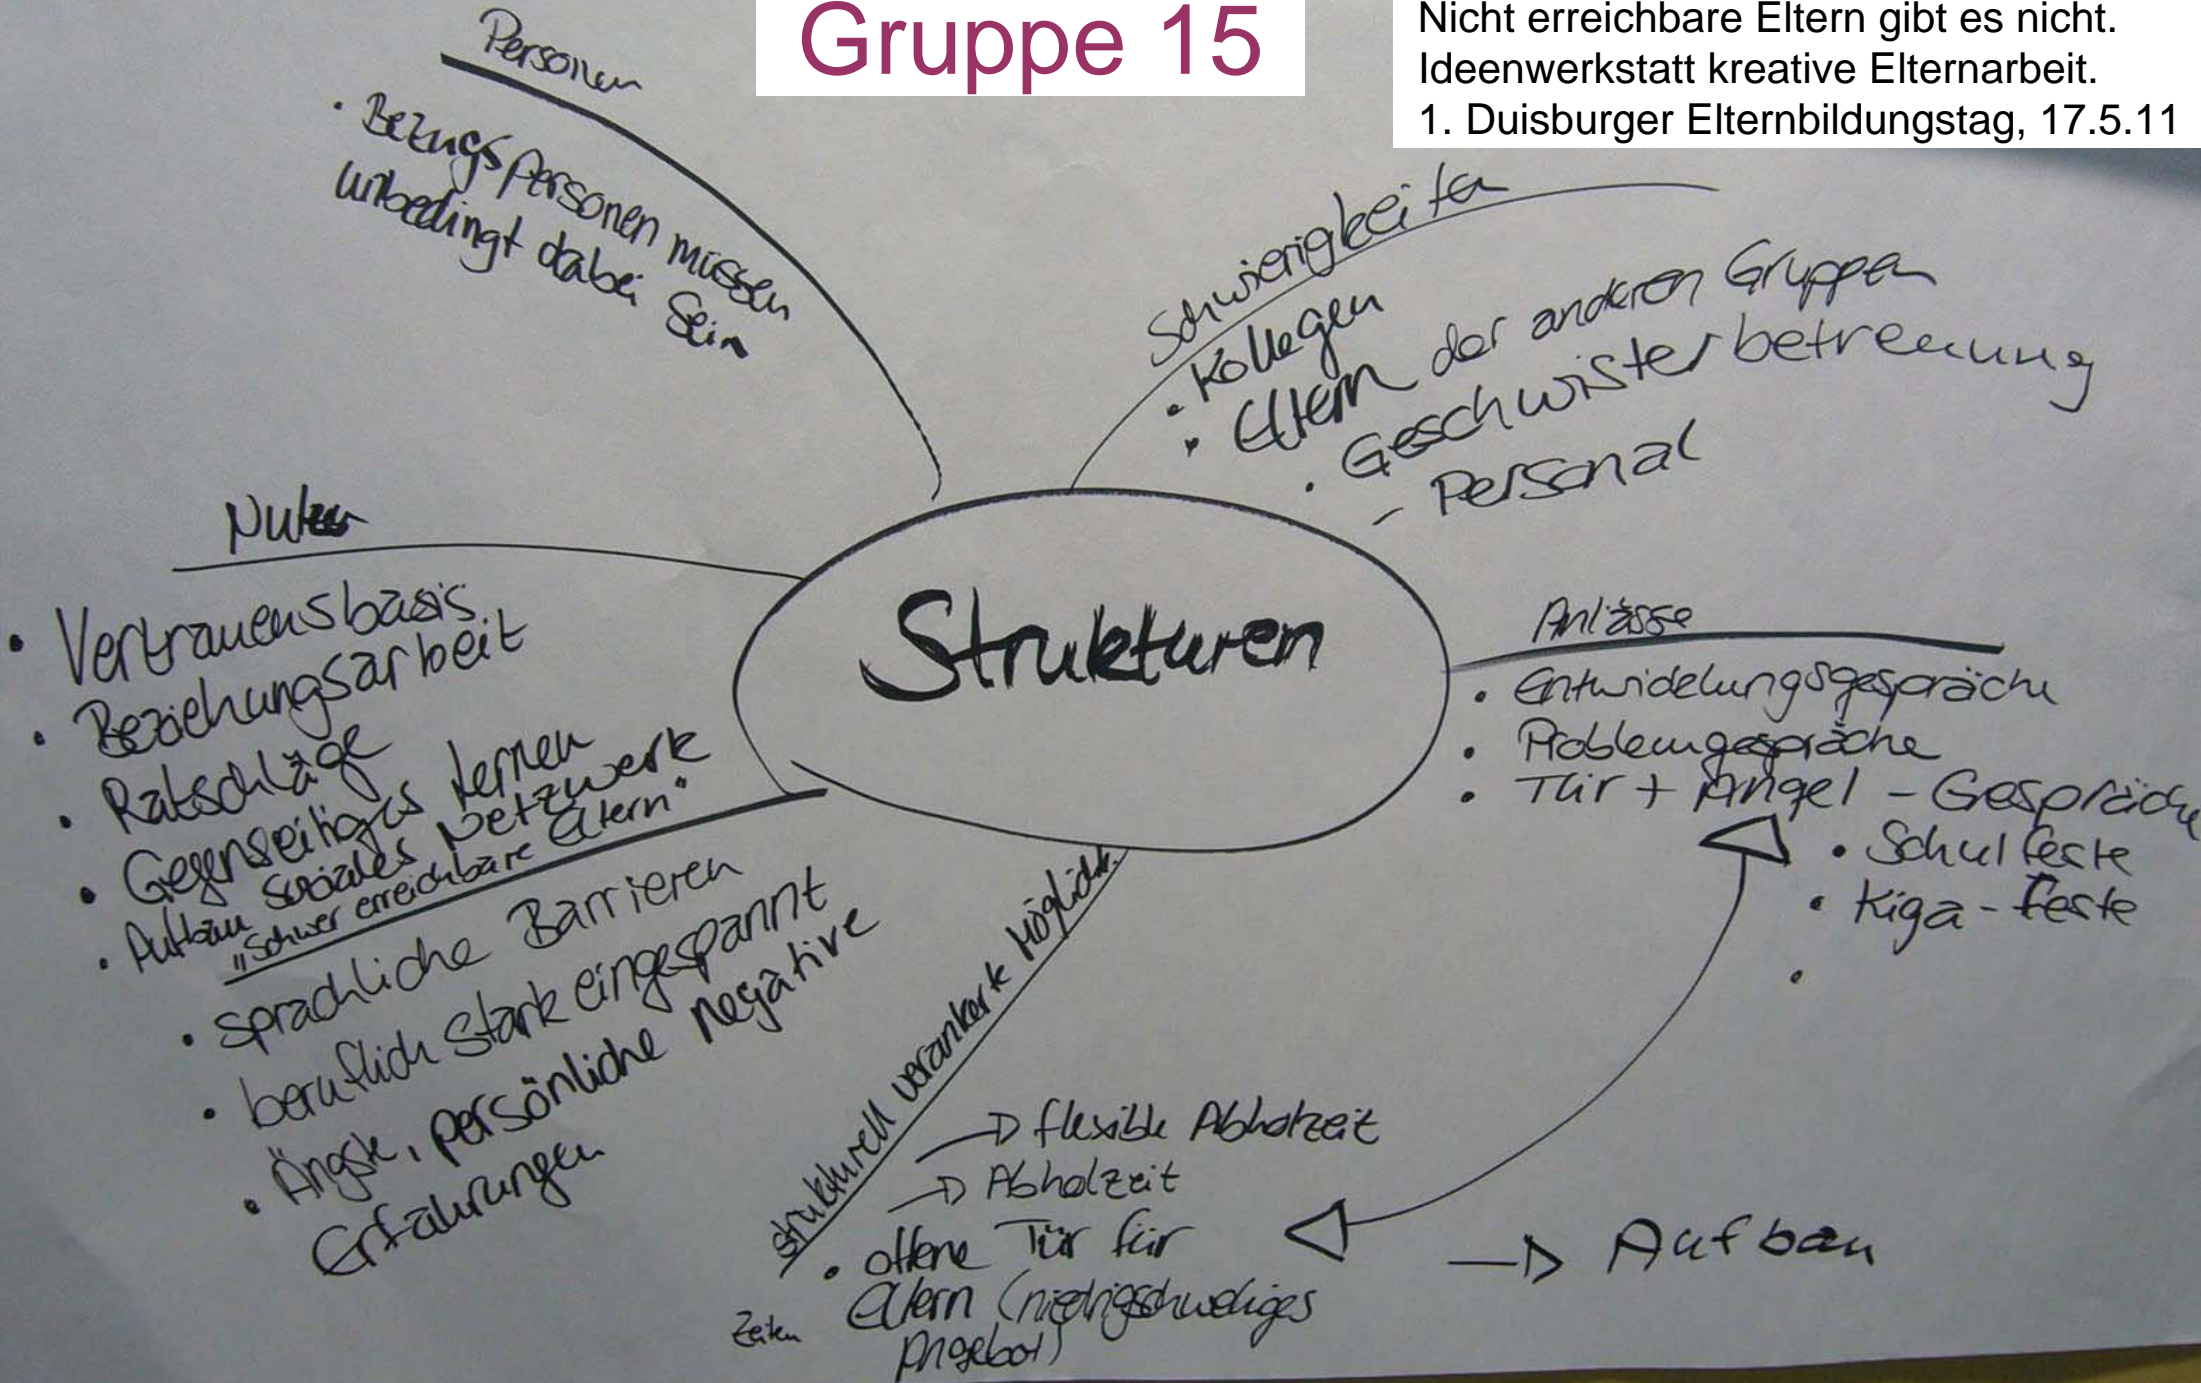 Gruppe 15
Nicht erreichbare Eltern gibt es nicht.
Ideenwerkstatt kreative Elternarbeit.
1. Duisburger Elternbildungstag, 17.5.11
Personen
• Bezugspersonen müssen
unbedingt dabei sein
Schwierigkeiten
• Kollegen
• Eltern der anderen Gruppen
• Geschwisterbetreuung
- Personal
Strukturen
Nutzen
• Vertrauensbasis
• Beziehungsarbeit
• Ratschläge
• Gegenseitiges Lernen
• Aufbau soziales Netzwerk
"Schwer erreichbare Eltern"
• sprachliche Barrieren
• beruflich stark eingespannt
• Ängste, persönliche negative
Erfahrungen
Anlässe
• Entwickelungsgespräche
• Problemgespräche
• Tür + Angel - Gespräche
• Schulfeste
• Kiga - Feste
•
strukturell verankerte Möglichk.
→ flexible Abholzeit
→ Abholzeit
• offene Tür für
Eltern (niedrigschwelliges
Angebot)
Zeiten
→ Aufbau